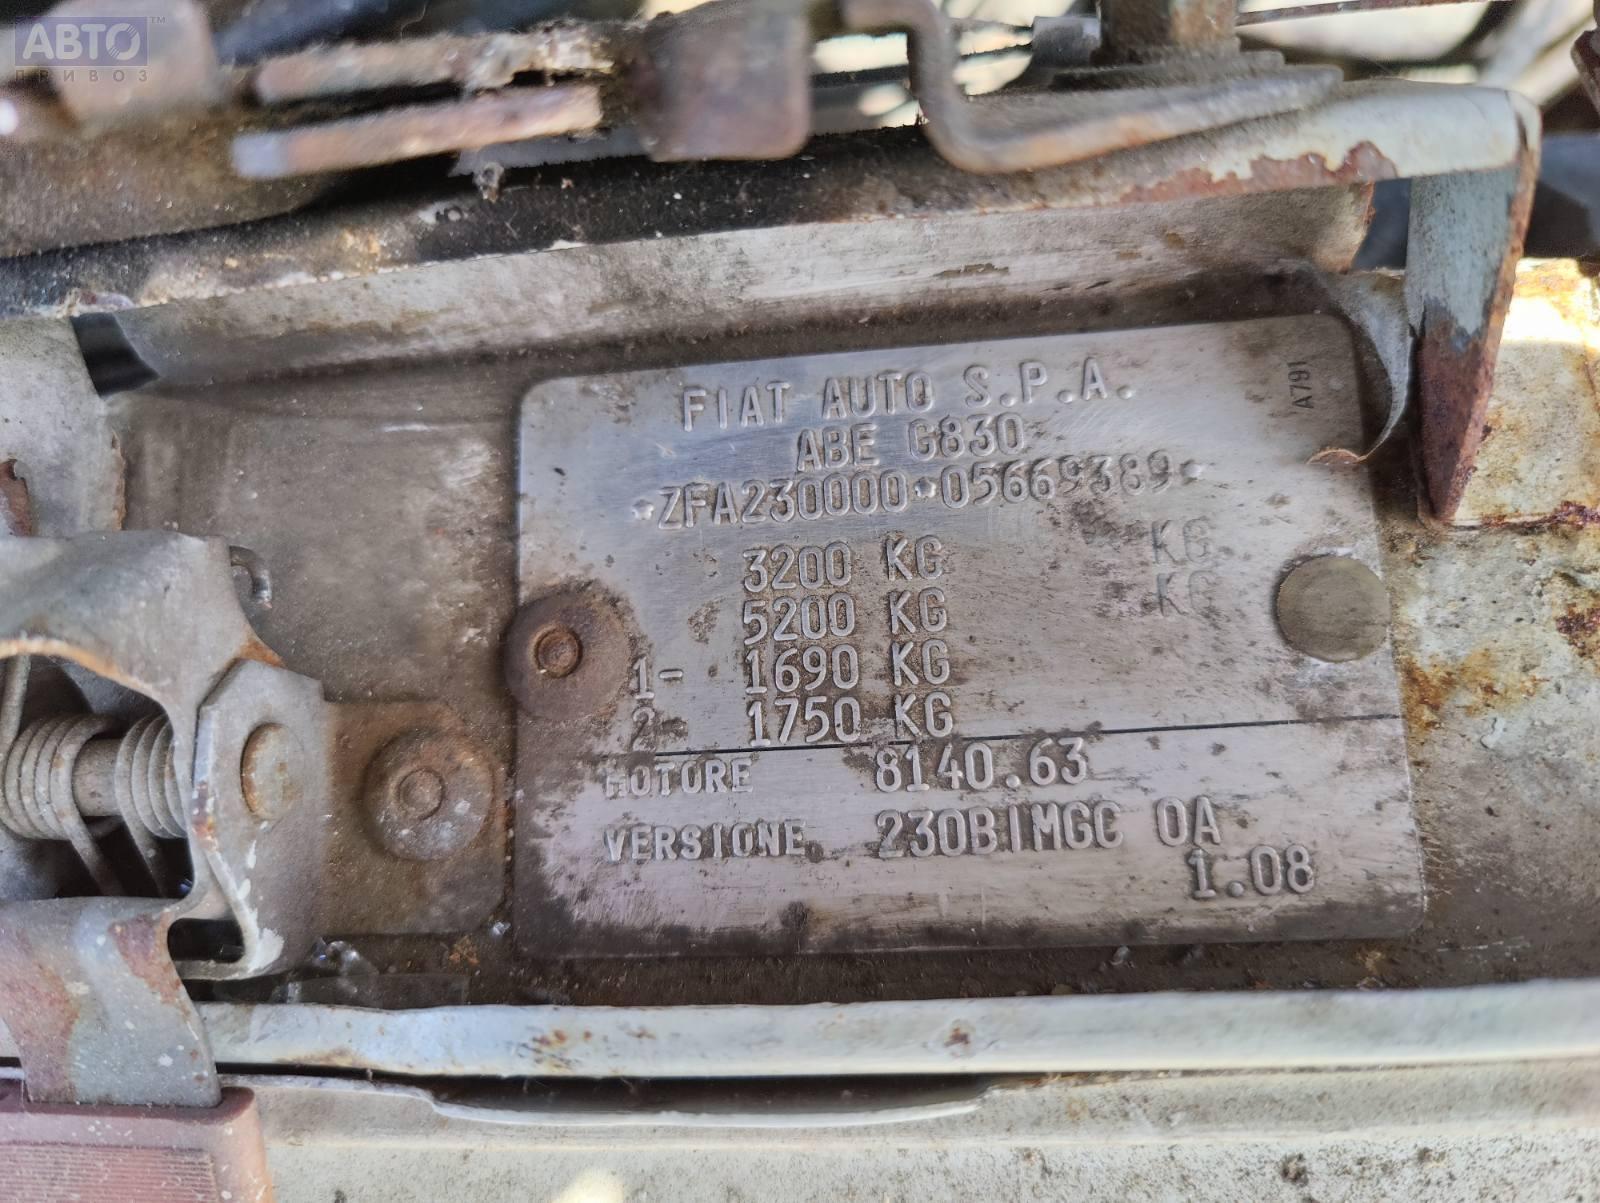 АВТО™
ПРИВОЗ
A791
FIAT AUTO S.P.A.
ABE G830
*ZFA230000*05669389*
3200 KG KG
5200 KG KG
1- 1690 KG
2- 1750 KG
MOTORE 8140.63
VERSIONE 230BIMGC 0A
1.08